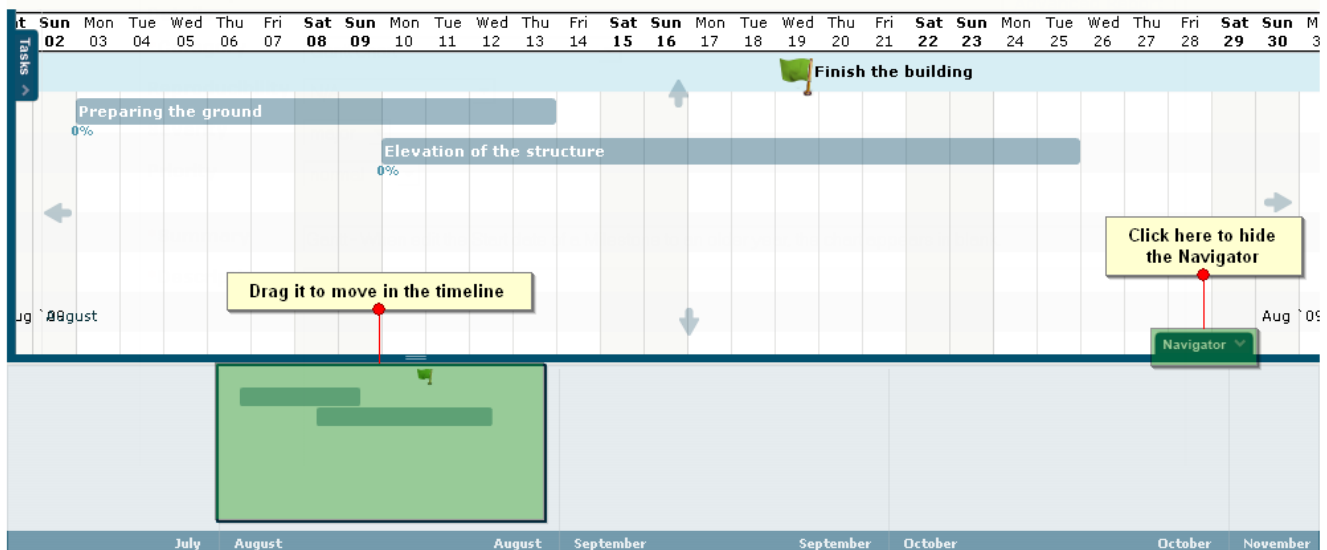 t Sun Mon Tue Wed Thu Fri Sat Sun Mon Tue Wed Thu Fri Sat Sun Mon Tue Wed Thu Fri Sat Sun Mon Tue Wed Thu Fri Sat Sun M
02 03 04 05 06 07 08 09 10 11 12 13 14 15 16 17 18 19 20 21 22 23 24 25 26 27 28 29 30 3
Tasks
Finish the building
Preparing the ground
0%
Elevation of the structure
0%
Click here to hide
the Navigator
Drag it to move in the timeline
ug ` August
Aug `09
Navigator
July August August September September October October November